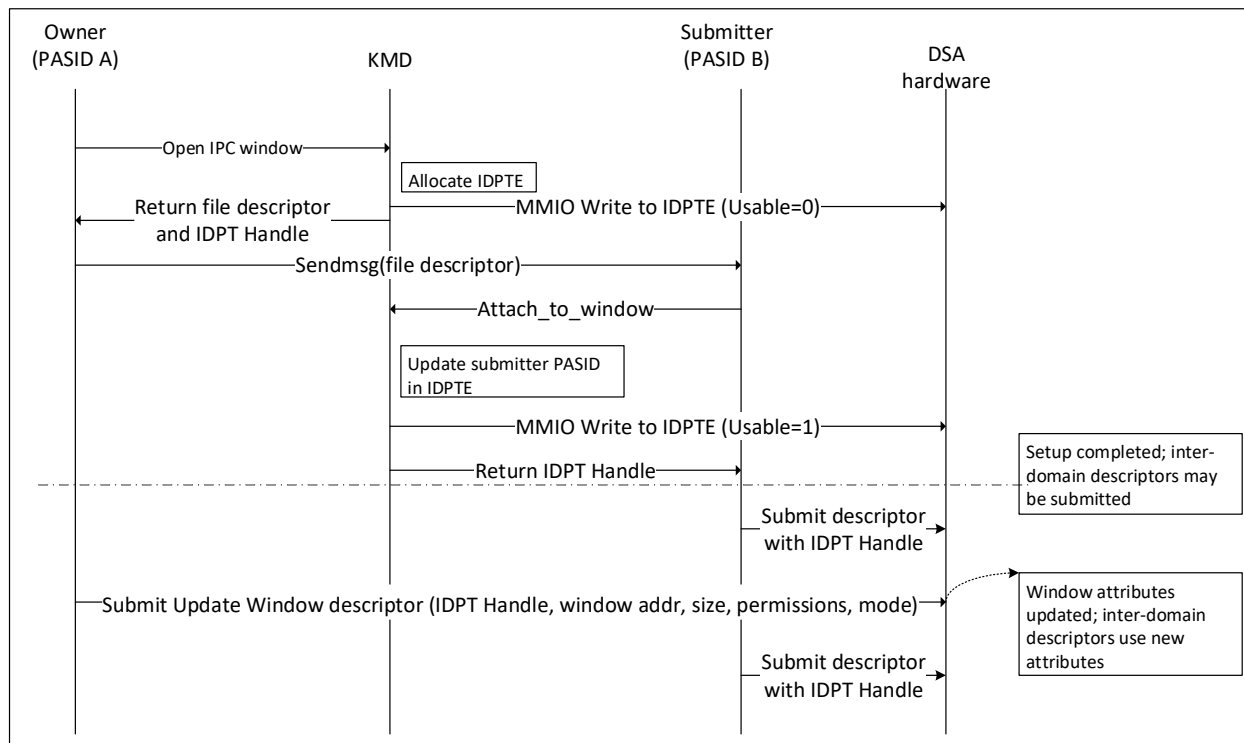 Owner
(PASID A)
KMD
Submitter
(PASID B)
DSA
hardware
Open IPC window
Allocate IDPTE
MMIO Write to IDPTE (Usable=0)
Return file descriptor
and IDPT Handle
Sendmsg(file descriptor)
Attach_to_window
Update submitter PASID
in IDPTE
MMIO Write to IDPTE (Usable=1)
Return IDPT Handle
Setup completed; inter-
domain descriptors may
be submitted
Submit descriptor
with IDPT Handle
Submit Update Window descriptor (IDPT Handle, window addr, size, permissions, mode)
Window attributes
updated; inter-domain
descriptors use new
attributes
Submit descriptor
with IDPT Handle